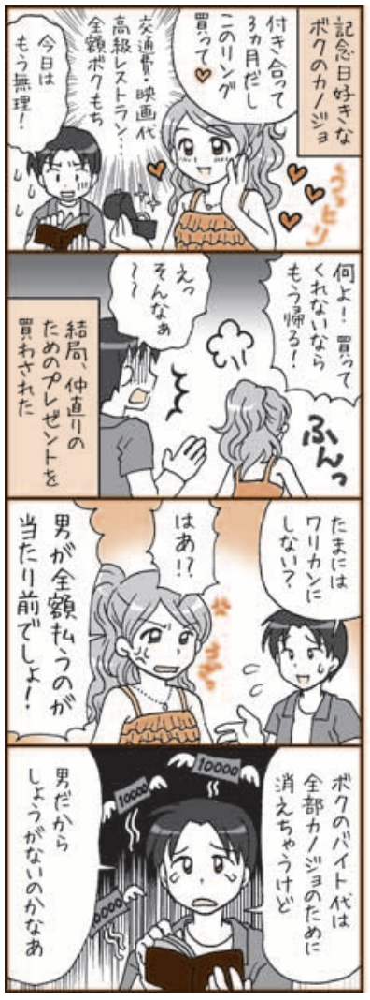 記念日好きな
ボクのカノジョ
付き合って
3ヵ月だし
このリング
買って♥
交通費・映画代
高級レストラン…
全額ボクもち
今日は
もう無理!
うっとり
何よ! 買って
くれないなら
もう帰る!
ふんっ
えっ
そんなぁ
~~
結局、仲直りの
ためのプレゼントを
買わされた
たまには
ワリカンに
しない?
はあ!?
男が全額払うのが
当たり前でしょ!
ボクのバイト代は
全部カノジョのために
消えちゃうけど
10000
10000
0000
男だから
しょうがないのかなあ